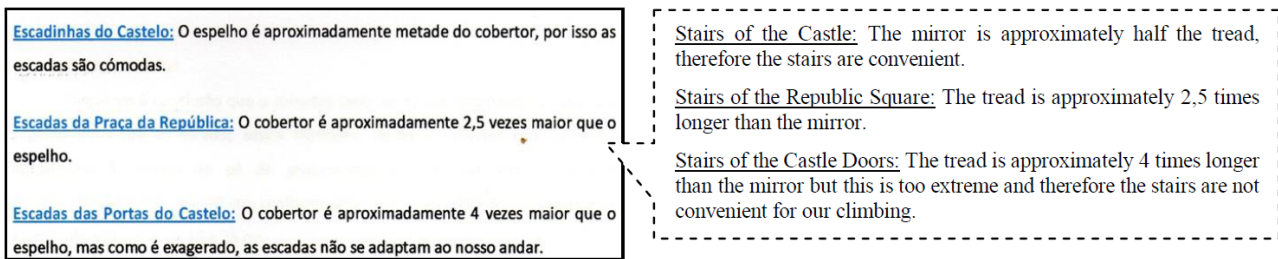 Escadinhas do Castelo: O espelho é aproximadamente metade do cobertor, por isso as
escadas são cómodas.
Escadas da Praça da República: O cobertor é aproximadamente 2,5 vezes maior que o
espelho.
Escadas das Portas do Castelo: O cobertor é aproximadamente 4 vezes maior que o
espelho, mas como é exagerado, as escadas não se adaptam ao nosso andar.
Stairs of the Castle: The mirror is approximately half the tread,
therefore the stairs are convenient.
Stairs of the Republic Square: The tread is approximately 2,5 times
longer than the mirror.
Stairs of the Castle Doors: The tread is approximately 4 times longer
than the mirror but this is too extreme and therefore the stairs are not
convenient for our climbing.